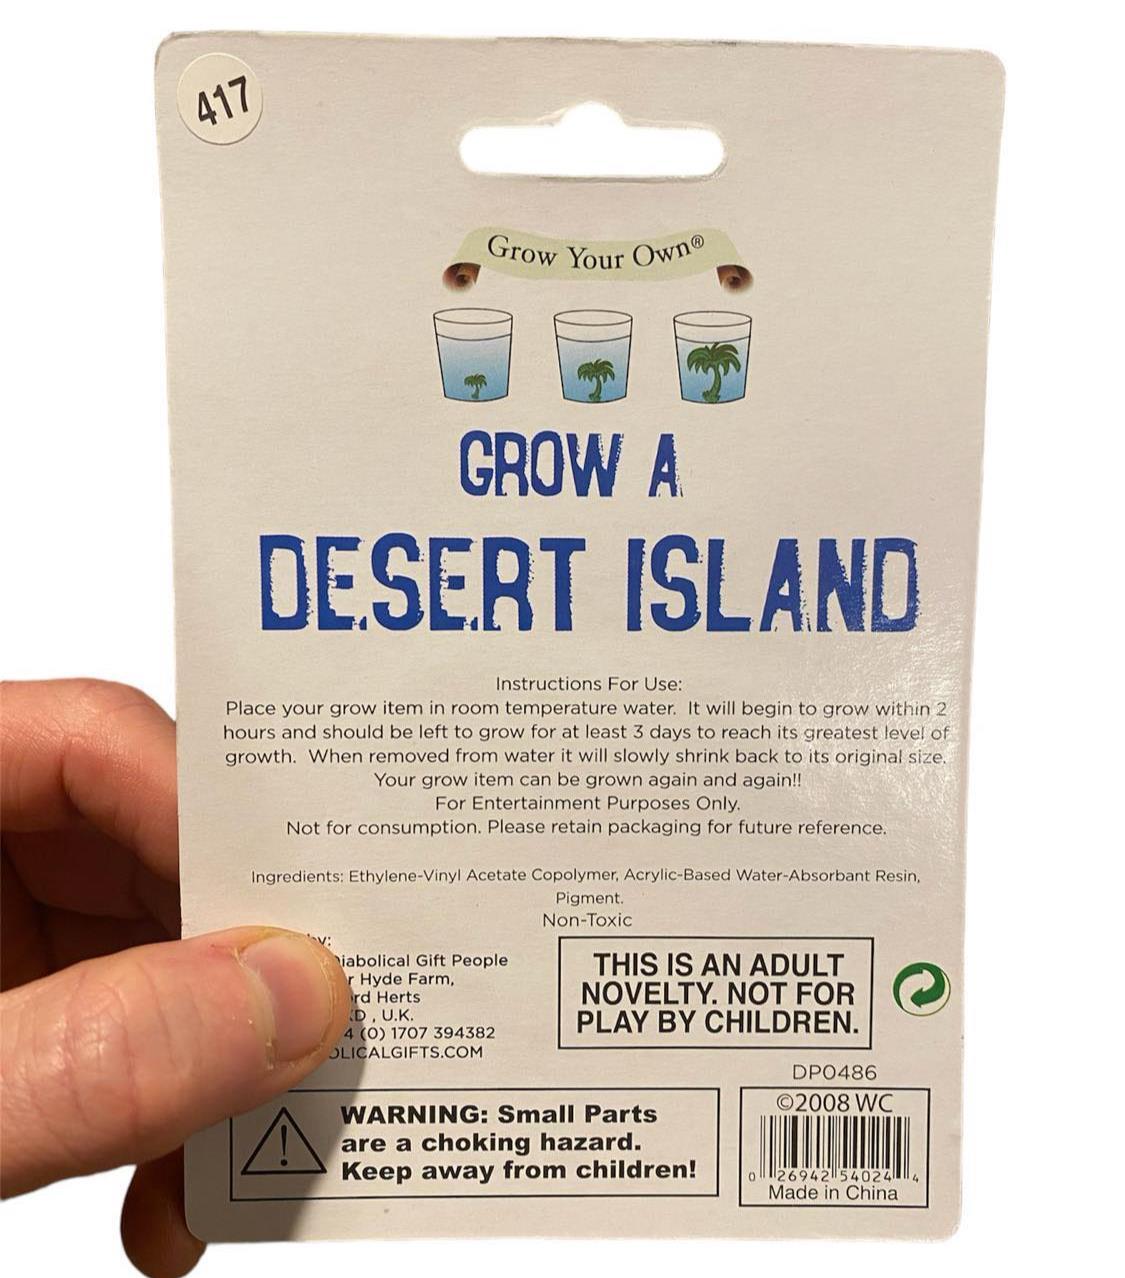 417
Grow Your Own®
GROW A
DESERT ISLAND
Instructions For Use:
Place your grow item in room temperature water. It will begin to grow within 2
hours and should be left to grow for at least 3 days to reach its greatest level of
growth. When removed from water it will slowly shrink back to its original size.
Your grow item can be grown again and again!!
For Entertainment Purposes Only.
Not for consumption. Please retain packaging for future reference.
Ingredients: Ethylene-Vinyl Acetate Copolymer, Acrylic-Based Water-Absorbant Resin,
Pigment.
Non-Toxic
Gift People
Hyde Farm,
Herts
, U.K.
(0) 1707 394382
THIS IS AN ADULT
NOVELTY. NOT FOR
PLAY BY CHILDREN.
DP0486
WARNING: Small Parts
are a choking hazard.
Keep away from children!
©2008 WC
0 26942 54024 4
Made in China